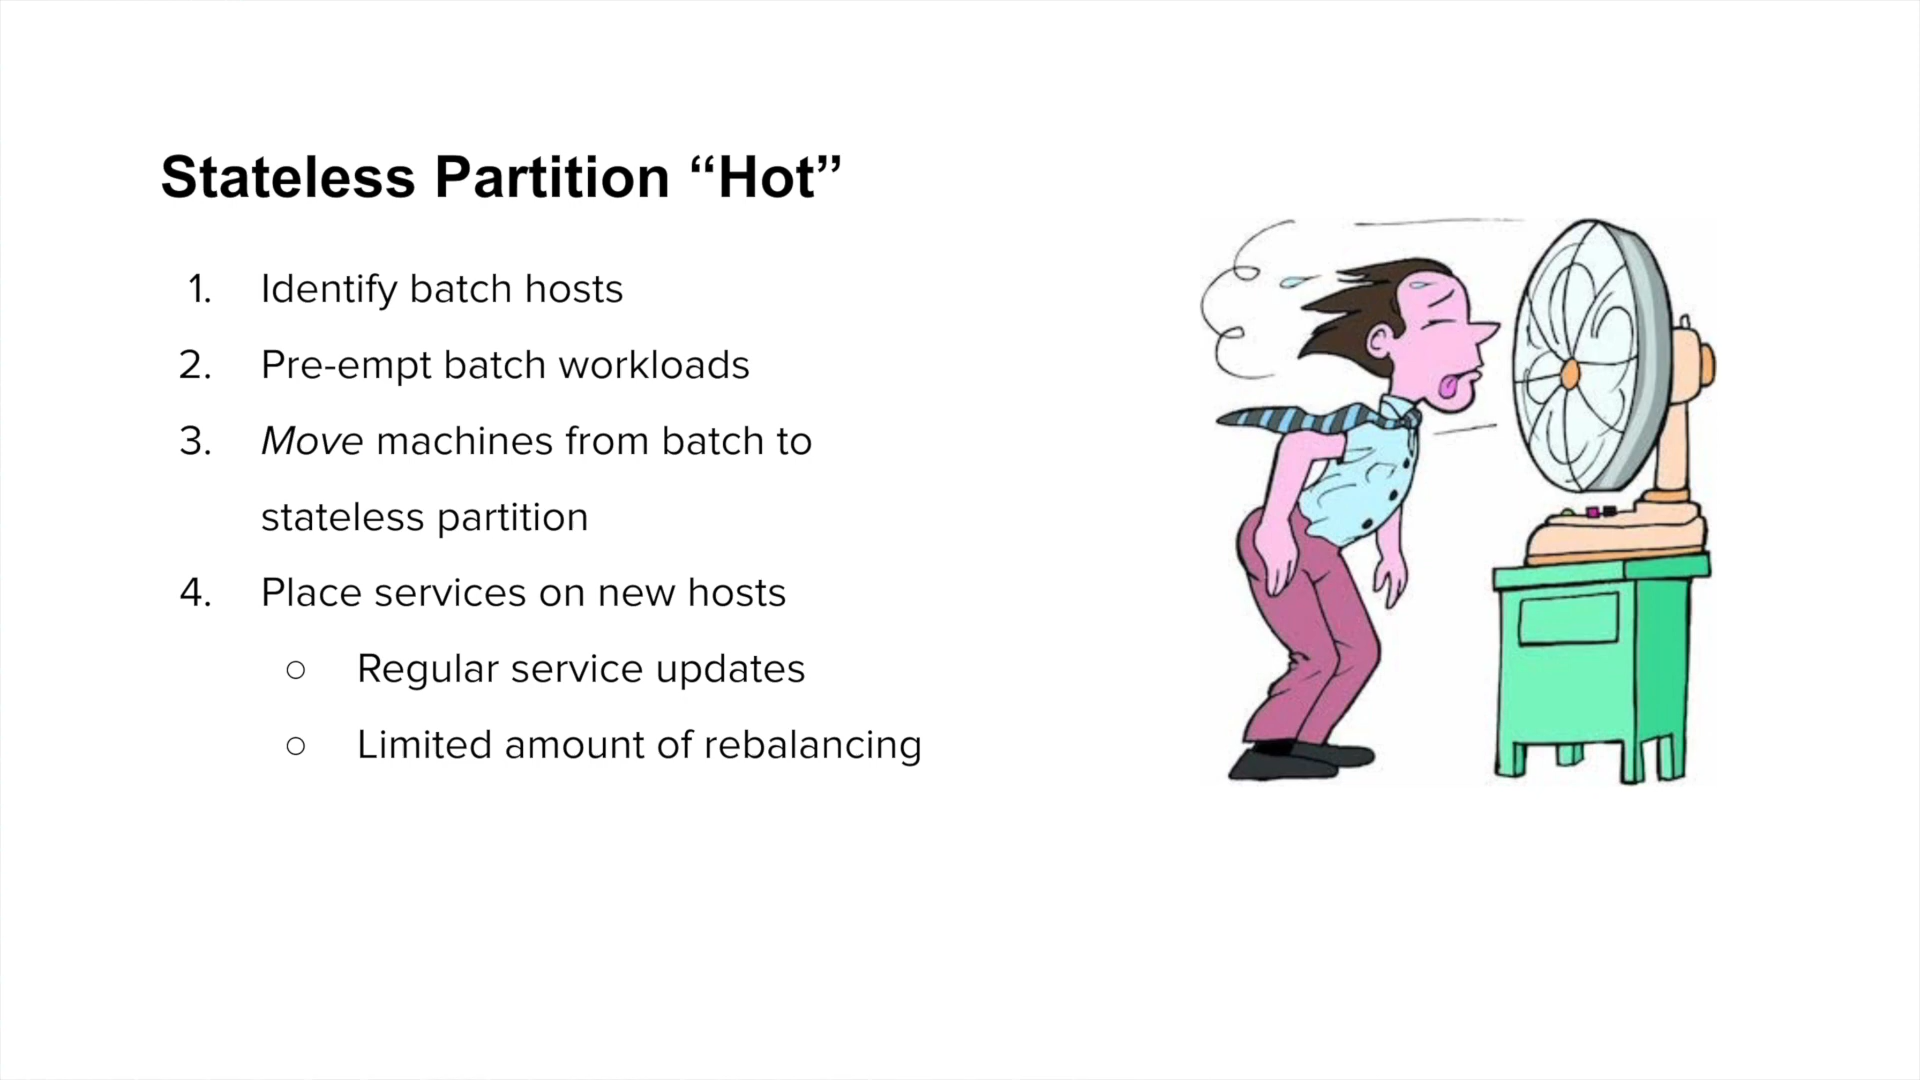 Stateless Partition “Hot”
1. Identify batch hosts
2. Pre-empt batch workloads
3. Move machines from batch to
stateless partition
4. Place services on new hosts
○ Regular service updates
○ Limited amount of rebalancing